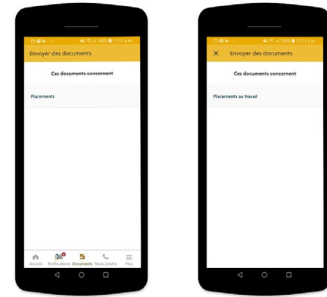 Envoyer des documents
Ces documents concernent
Placements
Accueil Notifications Documents Nous joindre Plus
Envoyer des documents
Ces documents concernent
Placements au travail